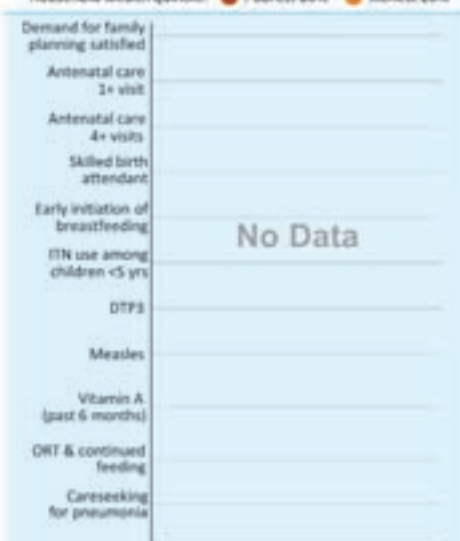 Demand for family
planning satisfied
Antenatal care
1+ visit
Antenatal care
4+ visits
Skilled birth
attendant
Early initiation of
breastfeeding
No Data
ITN use among
children <5 yrs
DTP3
Measles
Vitamin A
(past 6 months)
ORT & continued
feeding
Careseeking
for pneumonia